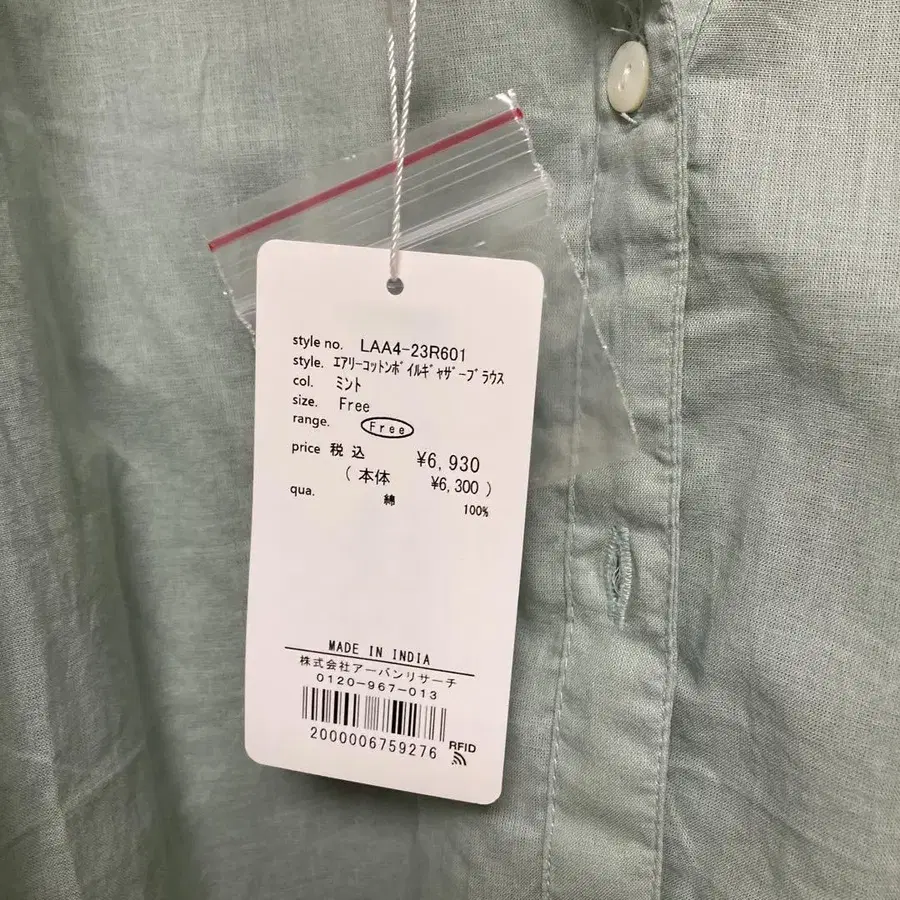 style no. LAA4-23R601
style. エアリーコットンボイルギャザーブラウス
col. ミント
size. Free
range. Free
price 税込 ¥6,930
(本体 ¥6,300)
qua. 綿 100%
MADE IN INDIA
株式会社アーバンリサーチ
0120-967-013
2000006759276
RFID